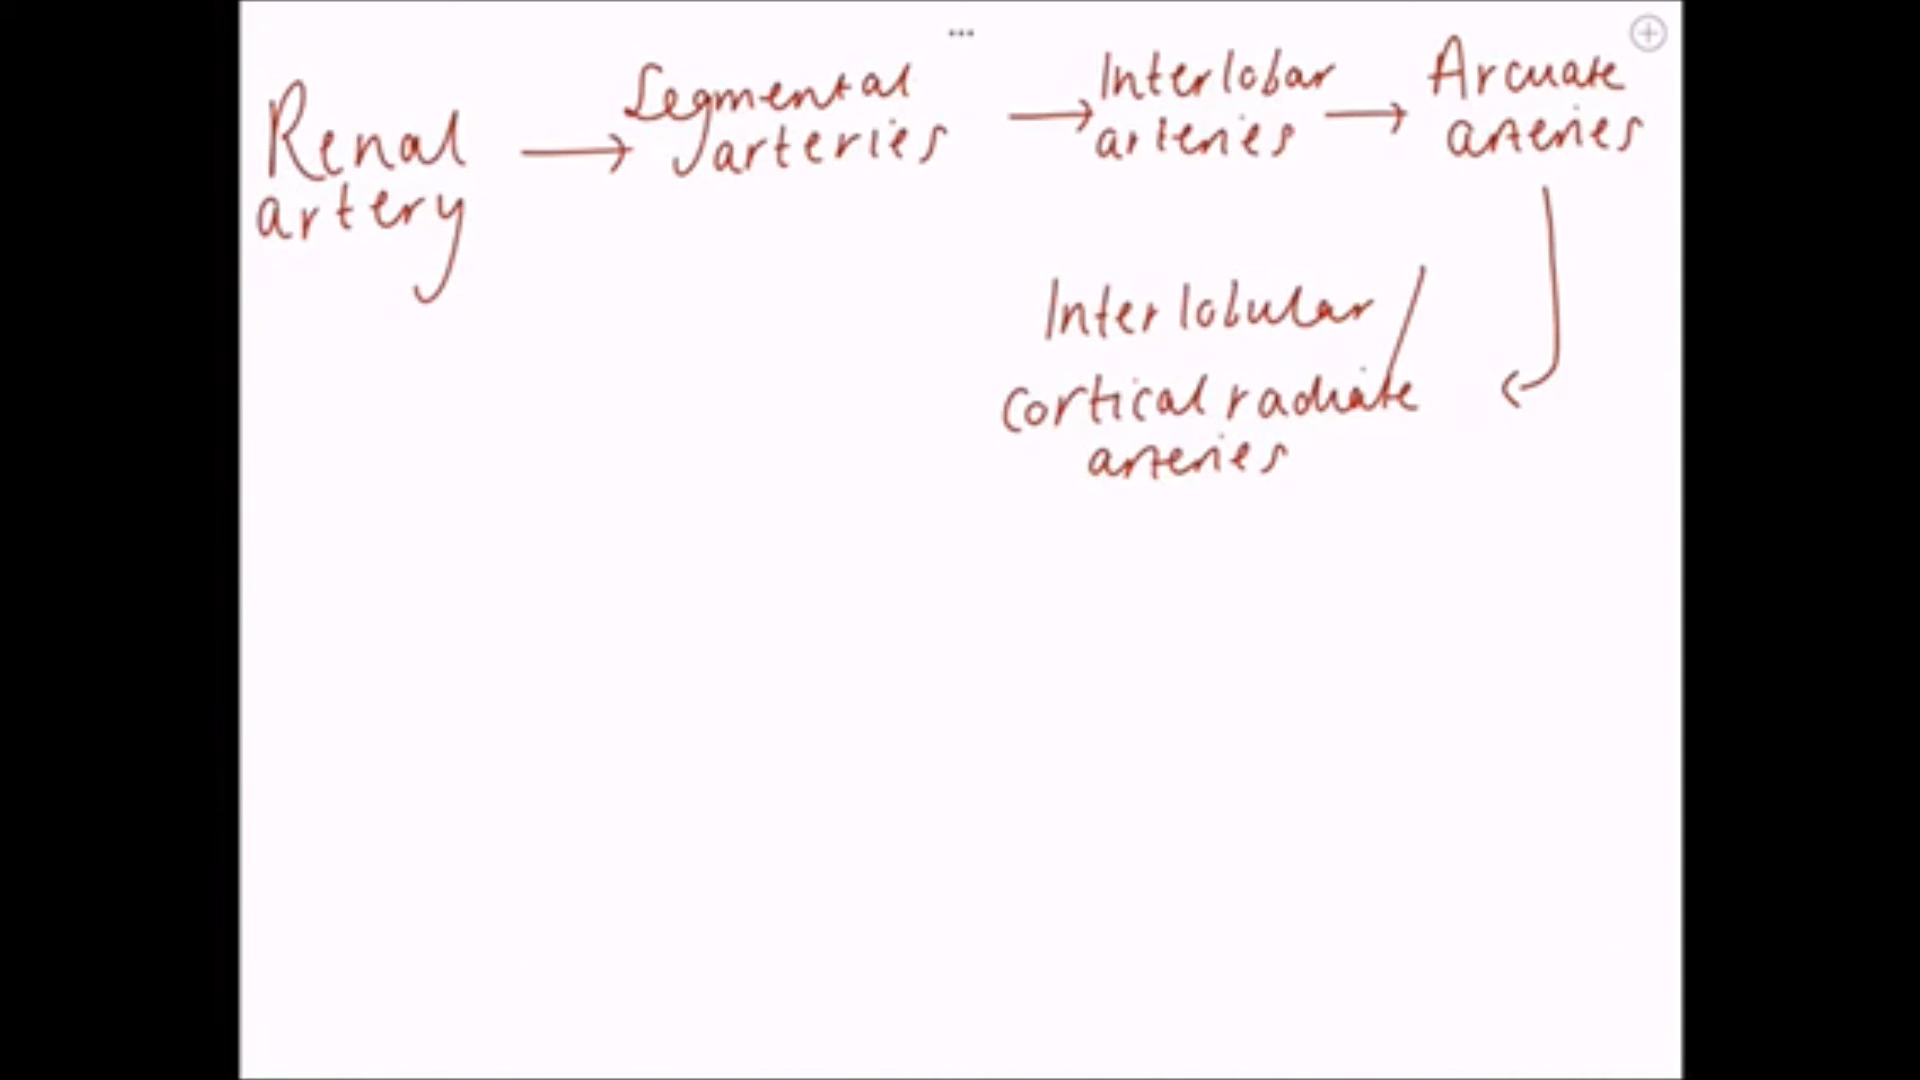 Renal
artery
Segmental
arteries
Interlobar
arteries
Arcuate
arteries
Interlobular /
cortical radiate
arteries